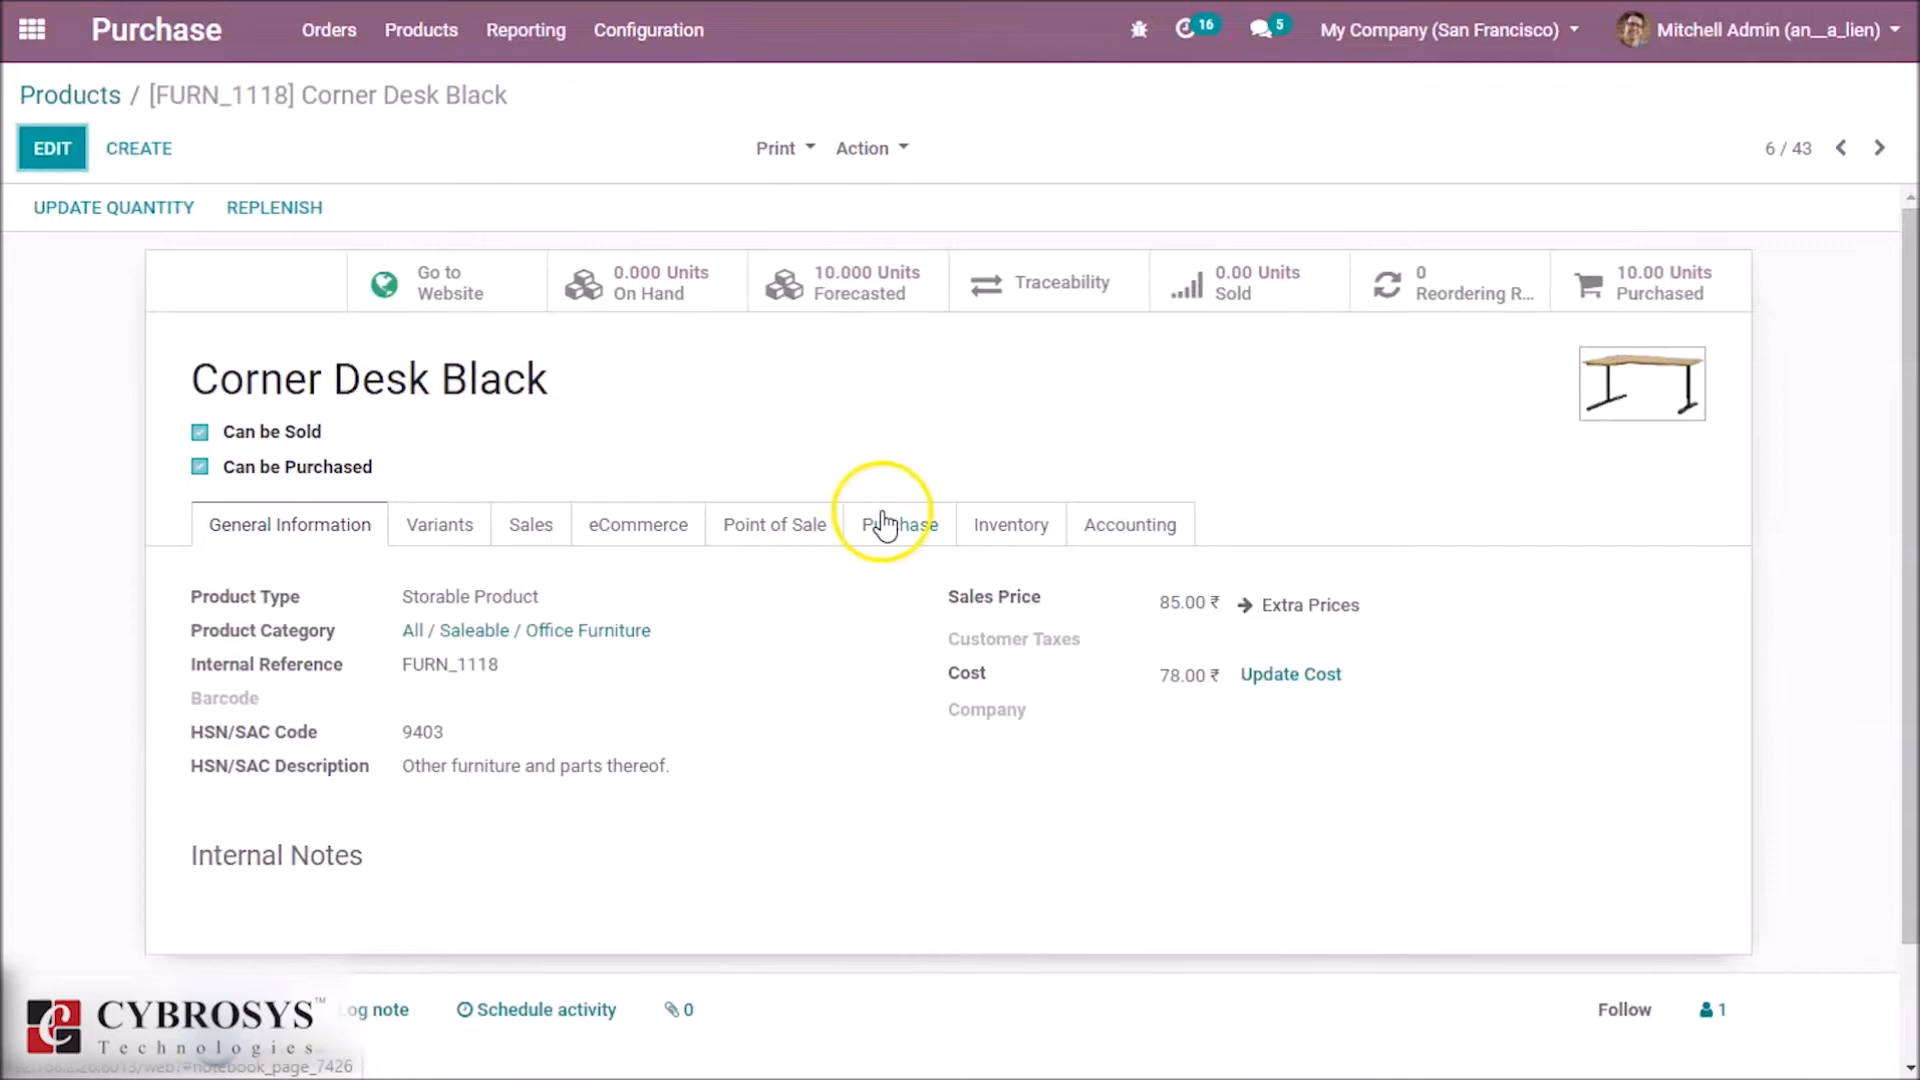 Purchase Orders Products Reporting Configuration 16 5 My Company (San Francisco) Mitchell Admin (an__a_lien)
Products / [FURN_1118] Corner Desk Black
EDIT CREATE Print Action 6 / 43
UPDATE QUANTITY REPLENISH
Go to Website
0.000 Units On Hand
10.000 Units Forecasted
Traceability
0.00 Units Sold
0 Reordering R...
10.00 Units Purchased
Corner Desk Black
Can be Sold
Can be Purchased
General Information Variants Sales eCommerce Point of Sale Purchase Inventory Accounting
Product Type Storable Product
Product Category All / Saleable / Office Furniture
Internal Reference FURN_1118
Barcode
HSN/SAC Code 9403
HSN/SAC Description Other furniture and parts thereof.
Sales Price 85.00 ₹ Extra Prices
Customer Taxes
Cost 78.00 ₹ Update Cost
Company
Internal Notes
CYBROSYS™
Technologies
note Schedule activity 0 Follow 1
/web?#notebook_page_7426